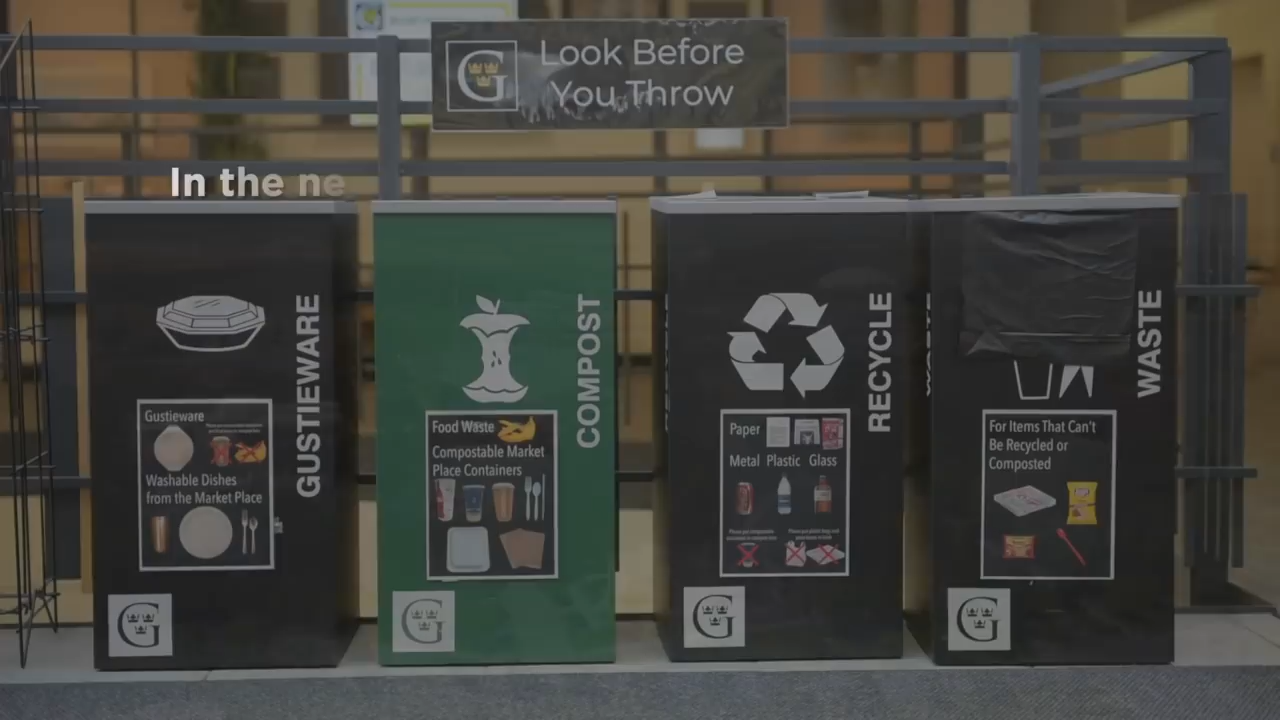 Look Before
You Throw
In the ne
GUSTIEWARE
Gustieware
Washable Dishes
from the Market Place
G
COMPOST
Food Waste
Compostable Market
Place Containers
G
RECYCLE
Paper
Metal Plastic Glass
G
WASTE
For Items That Can't
Be Recycled or
Composted
G